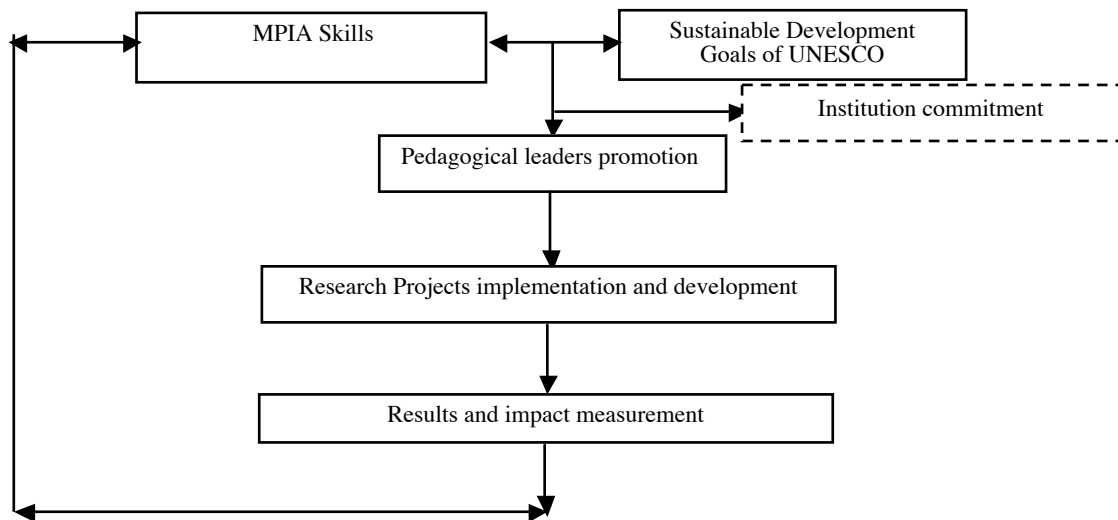 MPIA Skills
Sustainable Development
Goals of UNESCO
Institution commitment
Pedagogical leaders promotion
Research Projects implementation and development
Results and impact measurement